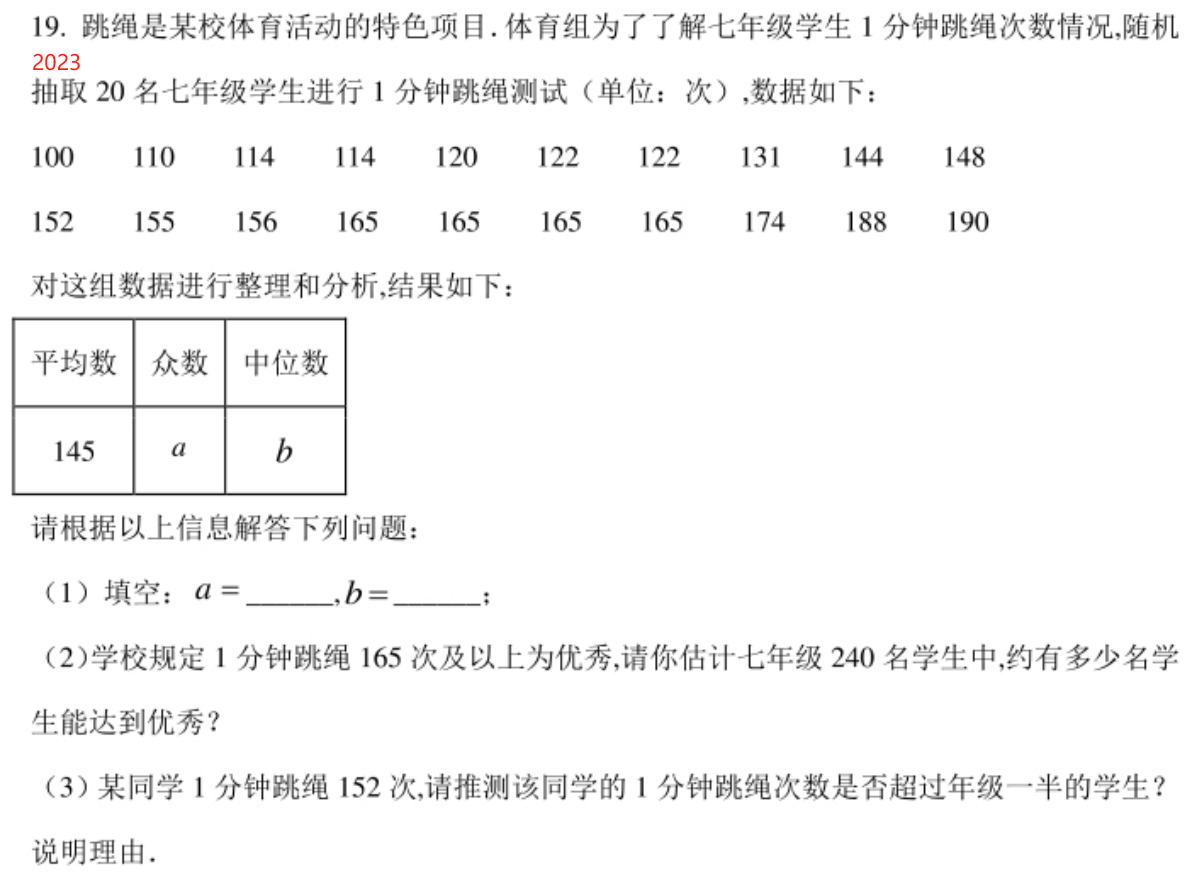 19. 跳绳是某校体育活动的特色项目.体育组为了了解七年级学生 1 分钟跳绳次数情况,随机
2023
抽取 20 名七年级学生进行 1 分钟跳绳测试（单位：次）,数据如下：
100 110 114 114 120 122 122 131 144 148
152 155 156 165 165 165 165 174 188 190
对这组数据进行整理和分析,结果如下：
平均数 众数 中位数
145 a b
请根据以上信息解答下列问题：
（1）填空：a =______,b=______;
（2）学校规定 1 分钟跳绳 165 次及以上为优秀,请你估计七年级 240 名学生中,约有多少名学
生能达到优秀？
（3）某同学 1 分钟跳绳 152 次,请推测该同学的 1 分钟跳绳次数是否超过年级一半的学生？
说明理由.